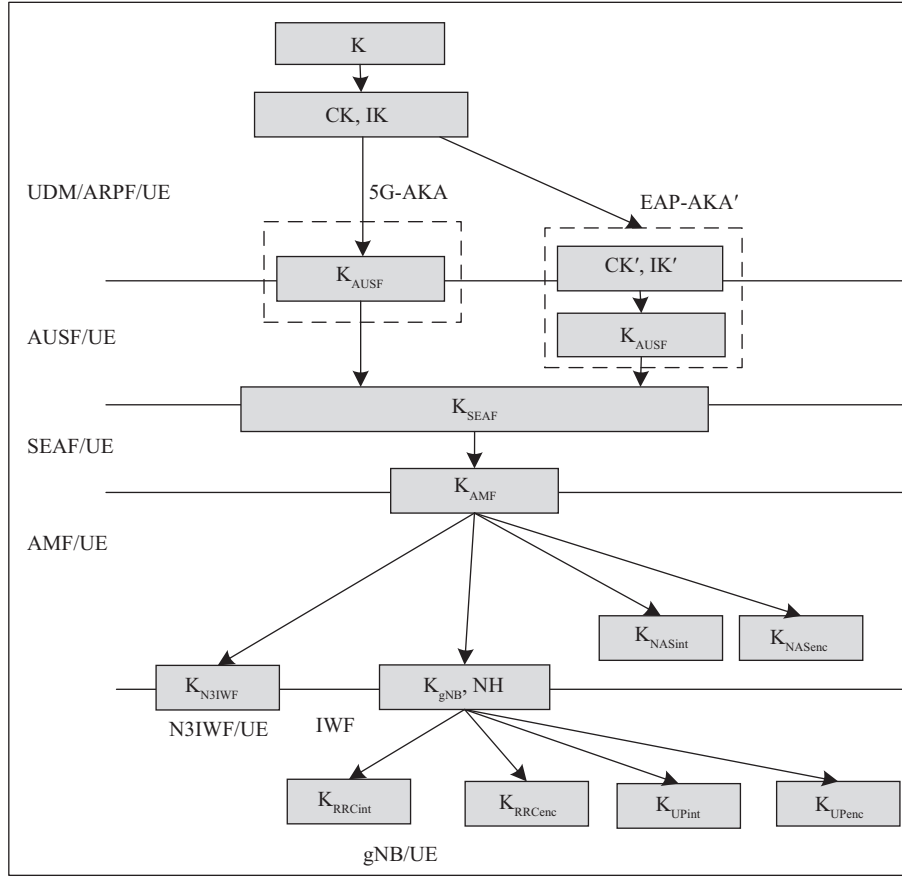 K
CK, IK
UDM/ARPF/UE
5G-AKA
EAP-AKA′
K_AUSF
CK′, IK′
AUSF/UE
K_AUSF
K_SEAF
SEAF/UE
K_AMF
AMF/UE
K_NASint
K_NASenc
K_N3IWF
K_gNB, NH
N3IWF/UE
IWF
K_RRCint
K_RRCenc
K_UPint
K_UPenc
gNB/UE